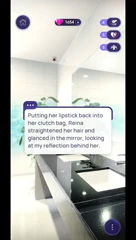 1654
Putting her lipstick back into
her clutch bag, Reina
straightened her hair and
glanced in the mirror, looking
at my reflection behind her.